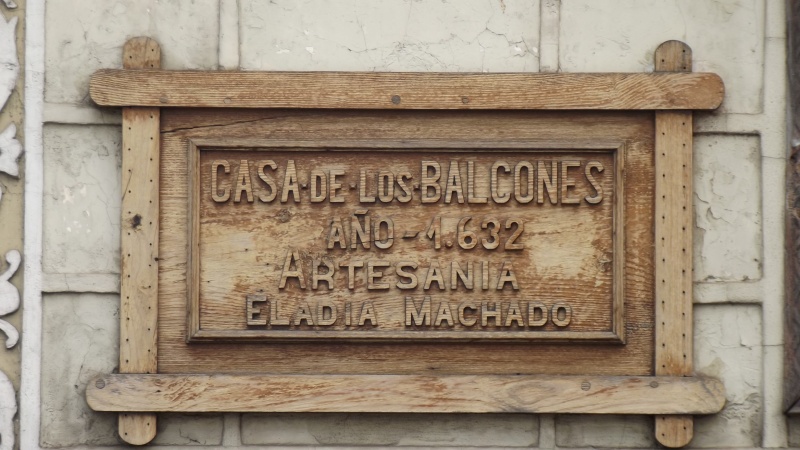 CASA·DE·LOS·BALCONES
AÑO-1.632
ARTESANIA
ELADIA MACHADO